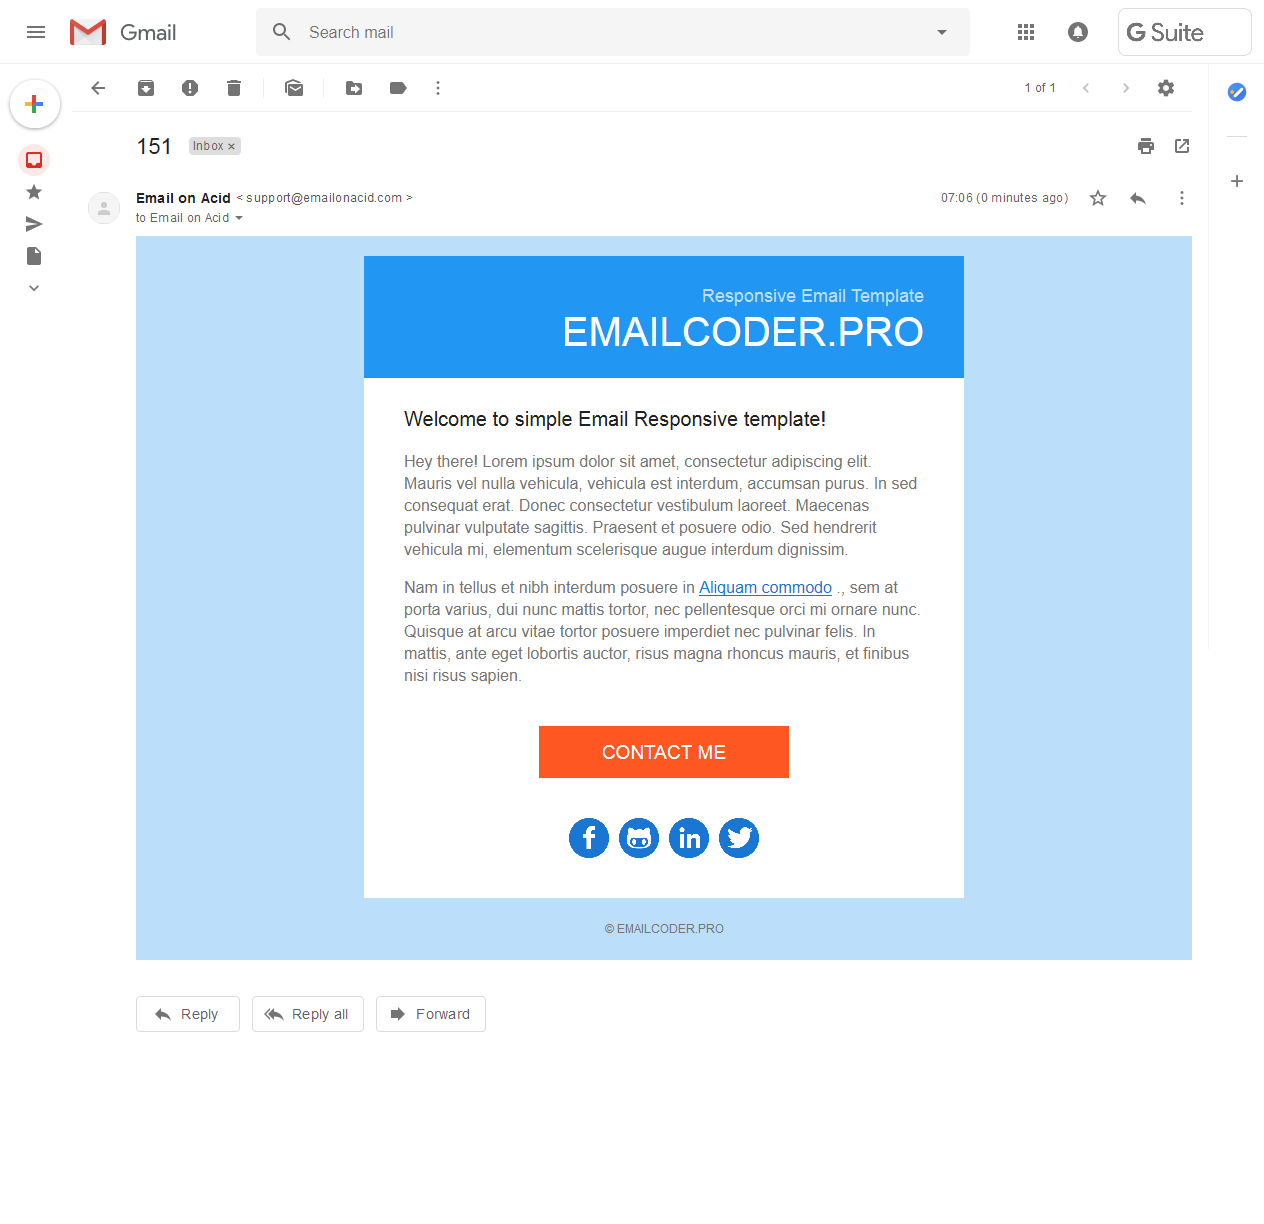 Gmail
Search mail
G Suite
1 of 1
151
Inbox ×
Email on Acid < support@emailonacid.com >
07:06 (0 minutes ago)
to Email on Acid
Responsive Email Template
EMAILCODER.PRO
Welcome to simple Email Responsive template!
Hey there! Lorem ipsum dolor sit amet, consectetur adipiscing elit.
Mauris vel nulla vehicula, vehicula est interdum, accumsan purus. In sed
consequat erat. Donec consectetur vestibulum laoreet. Maecenas
pulvinar vulputate sagittis. Praesent et posuere odio. Sed hendrerit
vehicula mi, elementum scelerisque augue interdum dignissim.
Nam in tellus et nibh interdum posuere in Aliquam commodo ., sem at
porta varius, dui nunc mattis tortor, nec pellentesque orci mi ornare nunc.
Quisque at arcu vitae tortor posuere imperdiet nec pulvinar felis. In
mattis, ante eget lobortis auctor, risus magna rhoncus mauris, et finibus
nisi risus sapien.
CONTACT ME
© EMAILCODER.PRO
Reply
Reply all
Forward